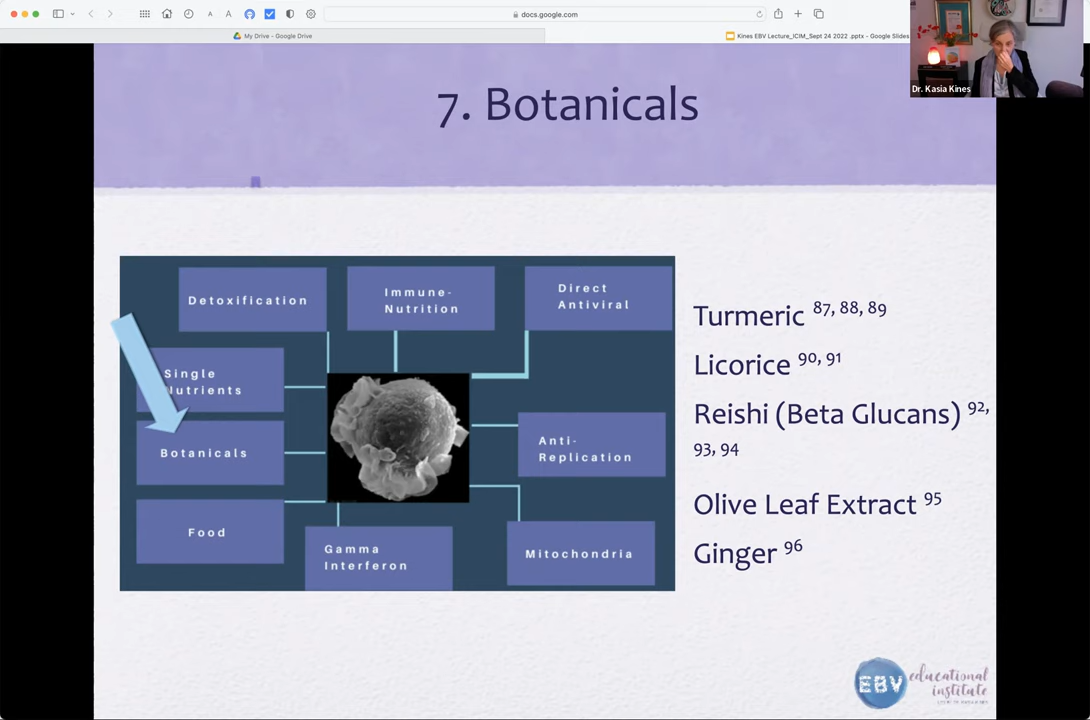 A
A
docs.google.com
My Drive - Google Drive
Kines EBV Lecture_ICIM_Sept 24 2022 .pptx - Google Slides
Dr. Kasia Kines
7. Botanicals
Detoxification
Immune-
Nutrition
Direct
Antiviral
Single
Nutrients
Anti-
Replication
Botanicals
Food
Gamma
Interferon
Mitochondria
Turmeric 87, 88, 89
Licorice 90, 91
Reishi (Beta Glucans) 92,
93, 94
Olive Leaf Extract 95
Ginger 96
EBV educational
institute